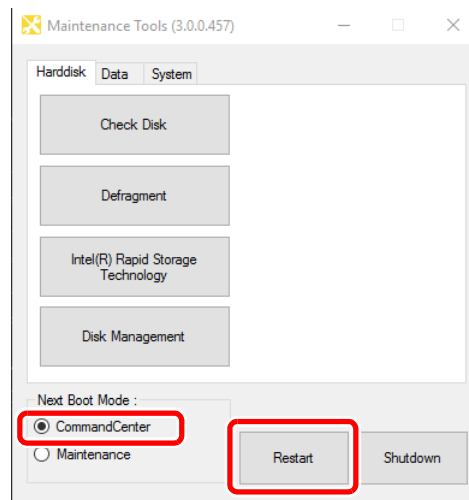 Maintenance Tools (3.0.0.457)
Harddisk Data System
Check Disk
Defragment
Intel(R) Rapid Storage
Technology
Disk Management
Next Boot Mode :
CommandCenter
Maintenance
Restart
Shutdown